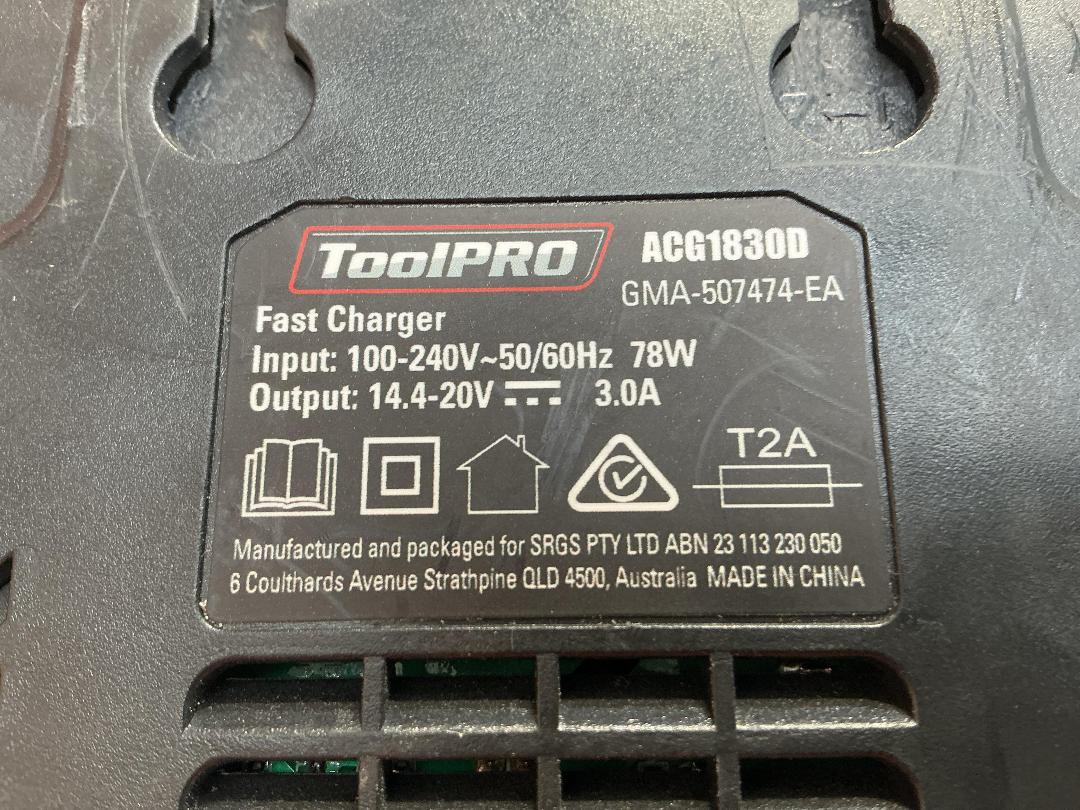 ToolPRO ACG1830D
GMA-507474-EA
Fast Charger
Input: 100-240V~50/60Hz 78W
Output: 14.4-20V ⎓ 3.0A
T2A
Manufactured and packaged for SRGS PTY LTD ABN 23 113 230 050
6 Coulthards Avenue Strathpine QLD 4500, Australia MADE IN CHINA